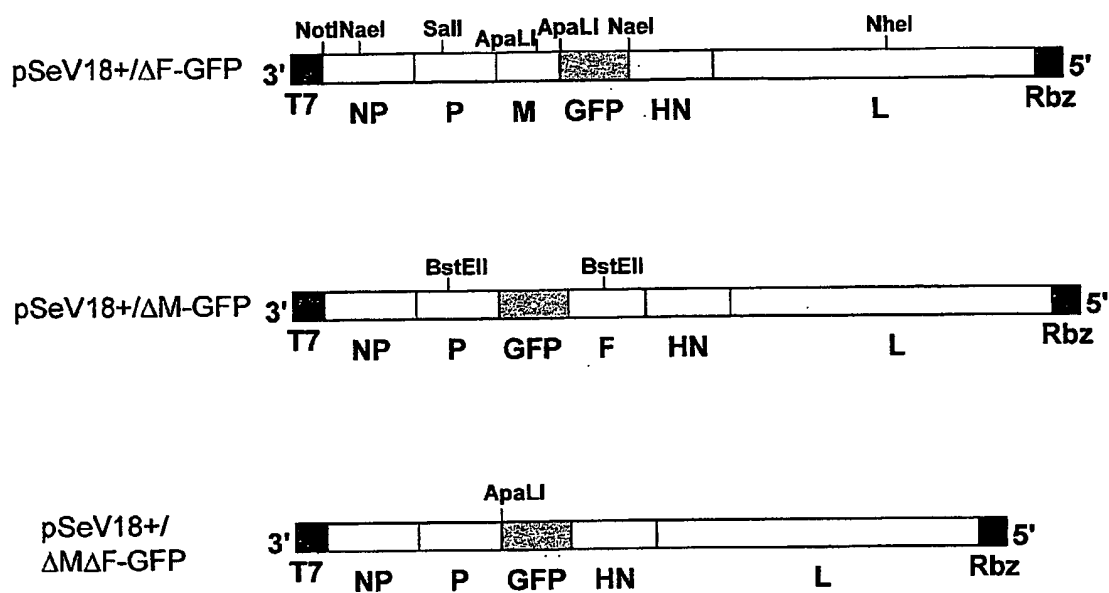 NotI NaeI SalI ApaLI ApaLI NaeI NheI
pSeV18+/ΔF-GFP 3' 5'
T7 NP P M GFP HN L Rbz
BstEII BstEII
pSeV18+/ΔM-GFP 3' 5'
T7 NP P GFP F HN L Rbz
ApaLI
pSeV18+/
ΔMΔF-GFP
3' 5'
T7 NP P GFP HN L Rbz